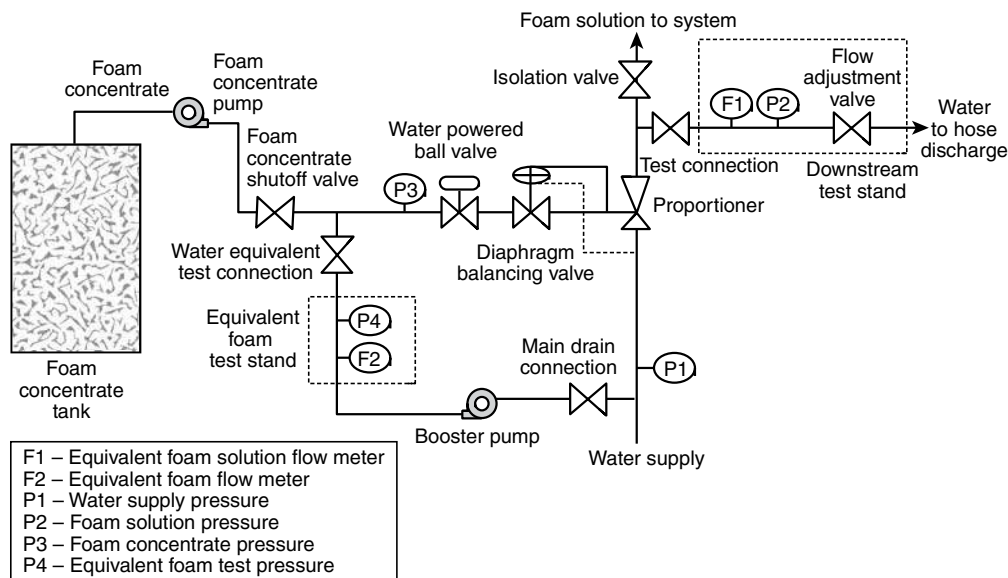 Foam solution to system
Foam
concentrate
Foam
concentrate
pump
Isolation valve
Flow
adjustment
valve
F1
P2
Water
to hose
discharge
Water powered
ball valve
Foam
concentrate
shutoff valve
Test connection
Downstream
test stand
P3
Proportioner
Water equivalent
test connection
Diaphragm
balancing valve
Equivalent
foam
test stand
P4
F2
Main drain
connection
P1
Foam
concentrate
tank
Booster pump
Water supply
F1 – Equivalent foam solution flow meter
F2 – Equivalent foam flow meter
P1 – Water supply pressure
P2 – Foam solution pressure
P3 – Foam concentrate pressure
P4 – Equivalent foam test pressure